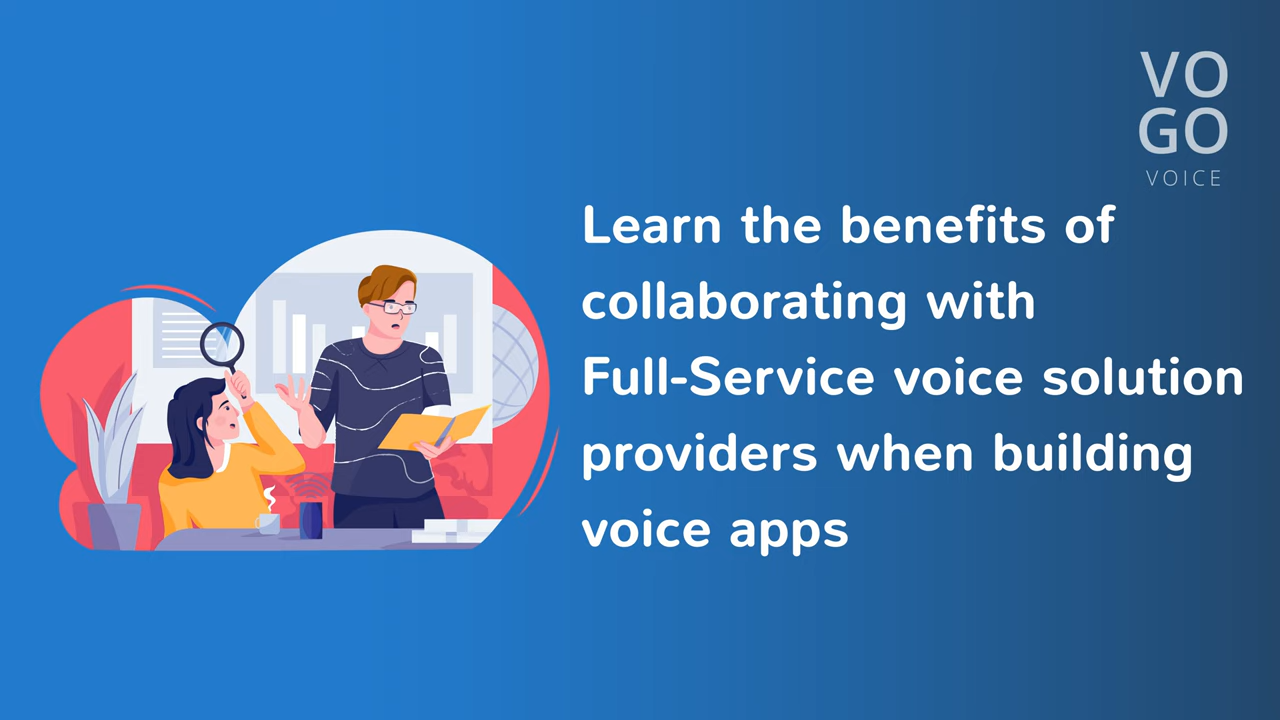 VO
GO
VOICE
Learn the benefits of
collaborating with
Full-Service voice solution
providers when building
voice apps